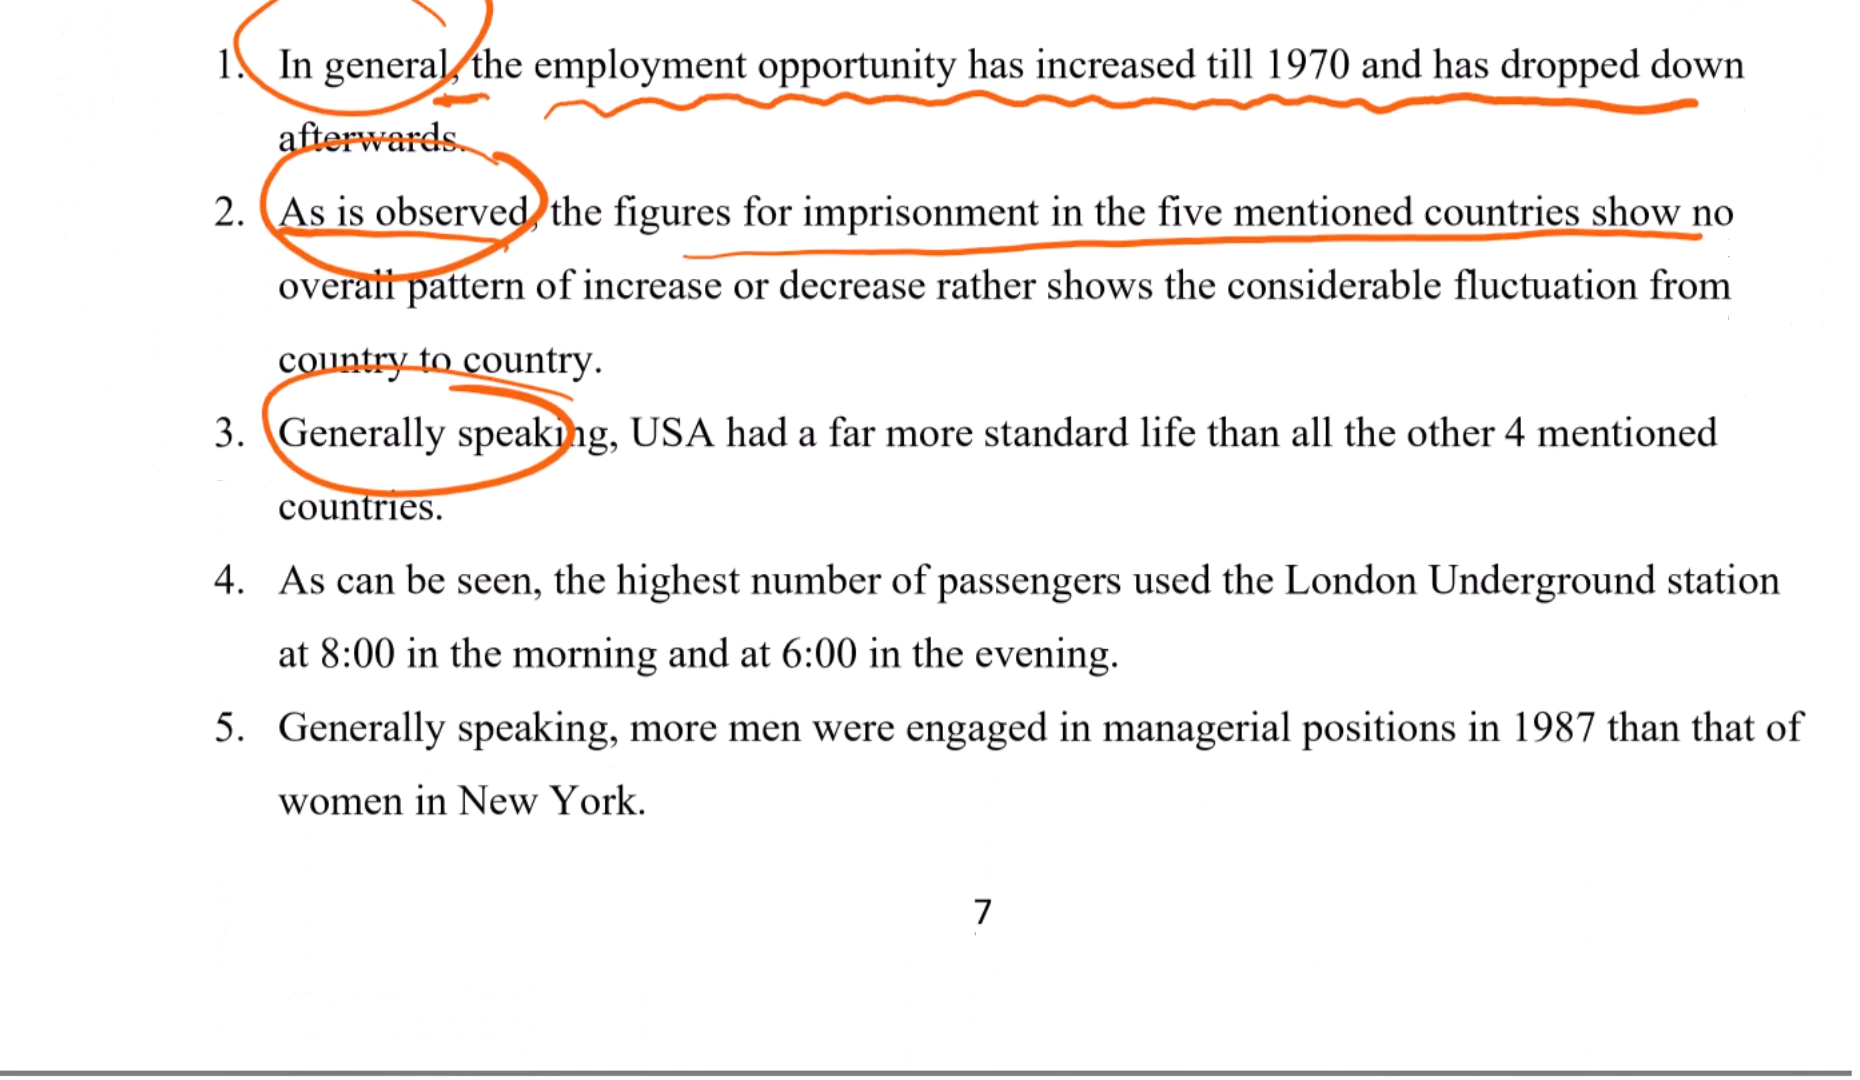 1. In general, the employment opportunity has increased till 1970 and has dropped down
afterwards.
2. As is observed, the figures for imprisonment in the five mentioned countries show no
overall pattern of increase or decrease rather shows the considerable fluctuation from
country to country.
3. Generally speaking, USA had a far more standard life than all the other 4 mentioned
countries.
4. As can be seen, the highest number of passengers used the London Underground station
at 8:00 in the morning and at 6:00 in the evening.
5. Generally speaking, more men were engaged in managerial positions in 1987 than that of
women in New York.
7